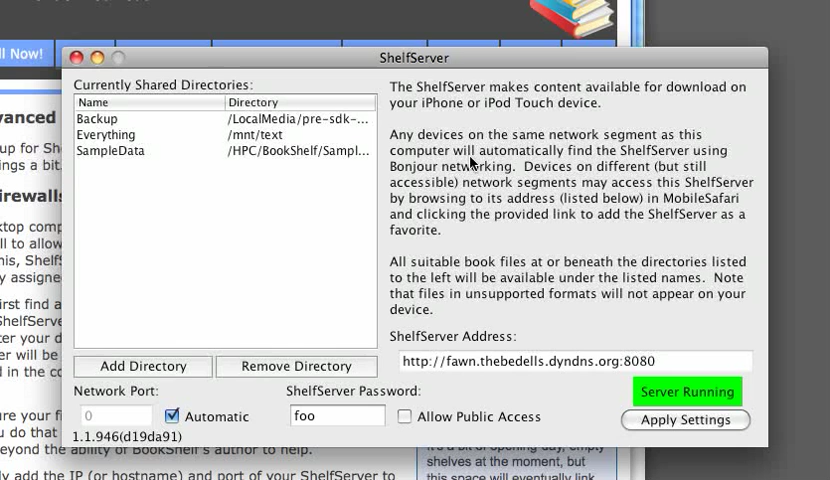 ll Now!
ShelfServer
Currently Shared Directories:
Name Directory
Backup /LocalMedia/pre-sdk-...
Everything /mnt/text
SampleData /HPC/BookShelf/Sampl...
Add Directory Remove Directory
Network Port:
0 Automatic
ShelfServer Password:
foo Allow Public Access
1.1.946(d19da91)
The ShelfServer makes content available for download on
your iPhone or iPod Touch device.
Any devices on the same network segment as this
computer will automatically find the ShelfServer using
Bonjour networking. Devices on different (but still
accessible) network segments may access this ShelfServer
by browsing to its address (listed below) in MobileSafari
and clicking the provided link to add the ShelfServer as a
favorite.
All suitable book files at or beneath the directories listed
to the left will be available under the listed names. Note
that files in unsupported formats will not appear on your
device.
ShelfServer Address:
http://fawn.thebedells.dyndns.org:8080
Server Running
Apply Settings
vanced
up for Sh
ngs a bit.
irewalls
ktop comp
ll to allow
his, ShelfS
y assigned
irst find a
ShelfServe
ter your d
er will be
d in the co
ure your fi
u do that
beyond the ability of BookShelf's author to help.
ly add the IP (or hostname) and port of your ShelfServer to
It's a bit of opening day, empty
shelves at the moment, but
this space will eventually link